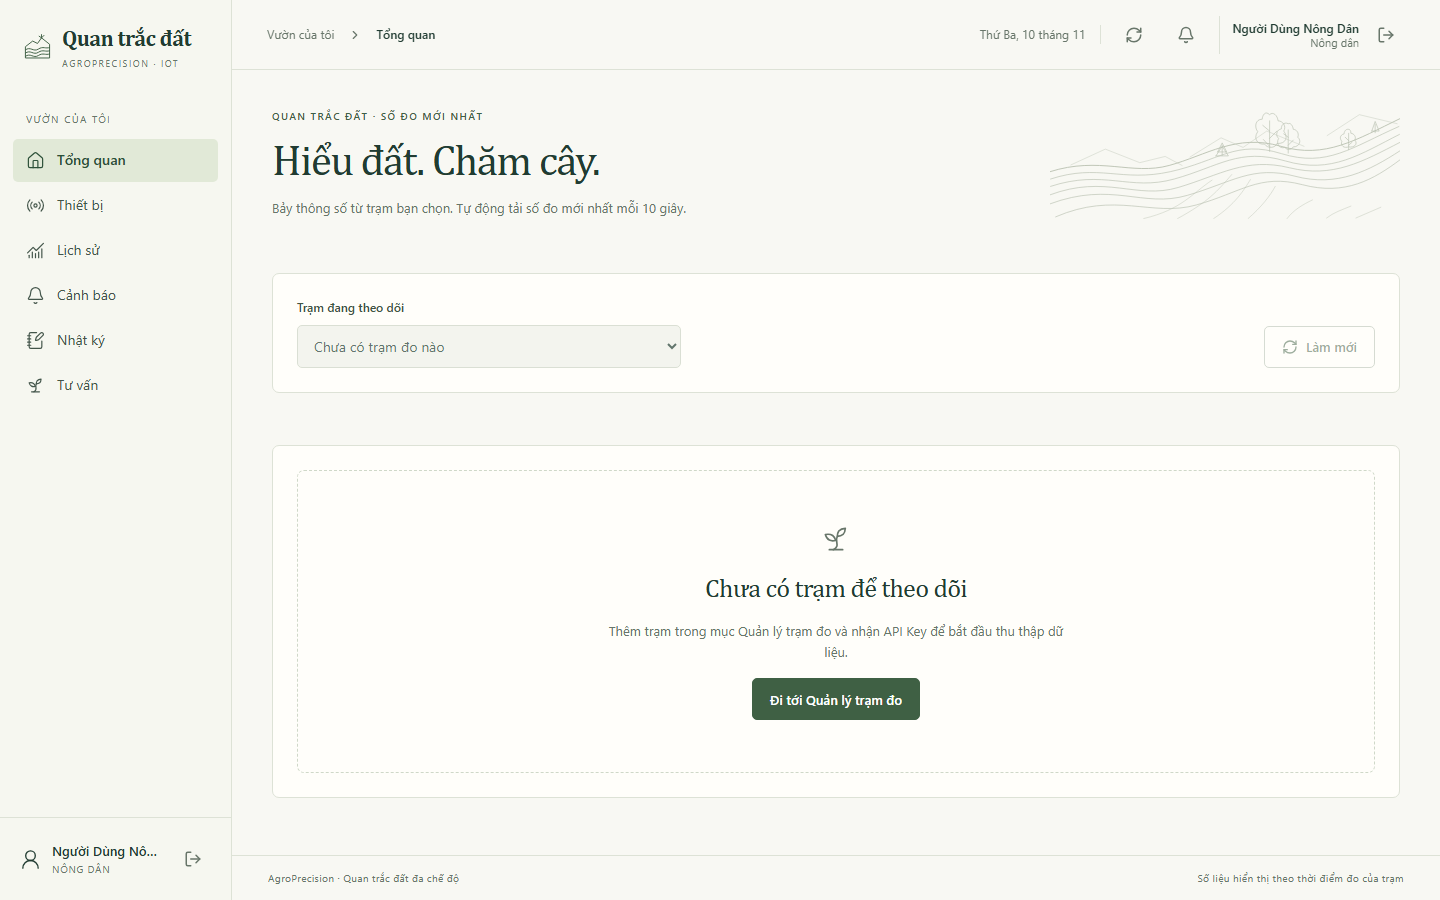 Quan trắc đất
AGROPRECISION · IOT
VƯỜN CỦA TÔI
Tổng quan
Thiết bị
Lịch sử
Cảnh báo
Nhật ký
Tư vấn
Người Dùng Nô...
NÔNG DÂN
Vườn của tôi > Tổng quan
Thứ Ba, 10 tháng 11
Người Dùng Nông Dân
Nông dân
QUAN TRẮC ĐẤT · SỐ ĐO MỚI NHẤT
Hiểu đất. Chăm cây.
Bảy thông số từ trạm bạn chọn. Tự động tải số đo mới nhất mỗi 10 giây.
Trạm đang theo dõi
Chưa có trạm đo nào
Làm mới
Chưa có trạm để theo dõi
Thêm trạm trong mục Quản lý trạm đo và nhận API Key để bắt đầu thu thập dữ
liệu.
Đi tới Quản lý trạm đo
AgroPrecision · Quan trắc đất đa chế độ
Số liệu hiển thị theo thời điểm đo của trạm